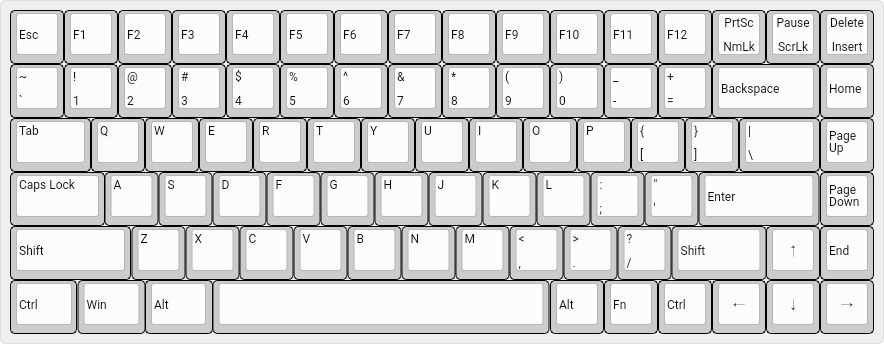 Esc F1 F2 F3 F4 F5 F6 F7 F8 F9 F10 F11 F12 PrtSc Pause Delete
NmLk ScrLk Insert
~ ! @ # $ % ^ & * ( ) _ +
` 1 2 3 4 5 6 7 8 9 0 - = Backspace Home
Tab Q W E R T Y U I O P { } | Page
[ ] \ Up
Caps Lock A S D F G H J K L : " Enter Page
; ' Down
Shift Z X C V B N M < > ? Shift ↑ End
, . /
Ctrl Win Alt Alt Fn Ctrl ← ↓ →